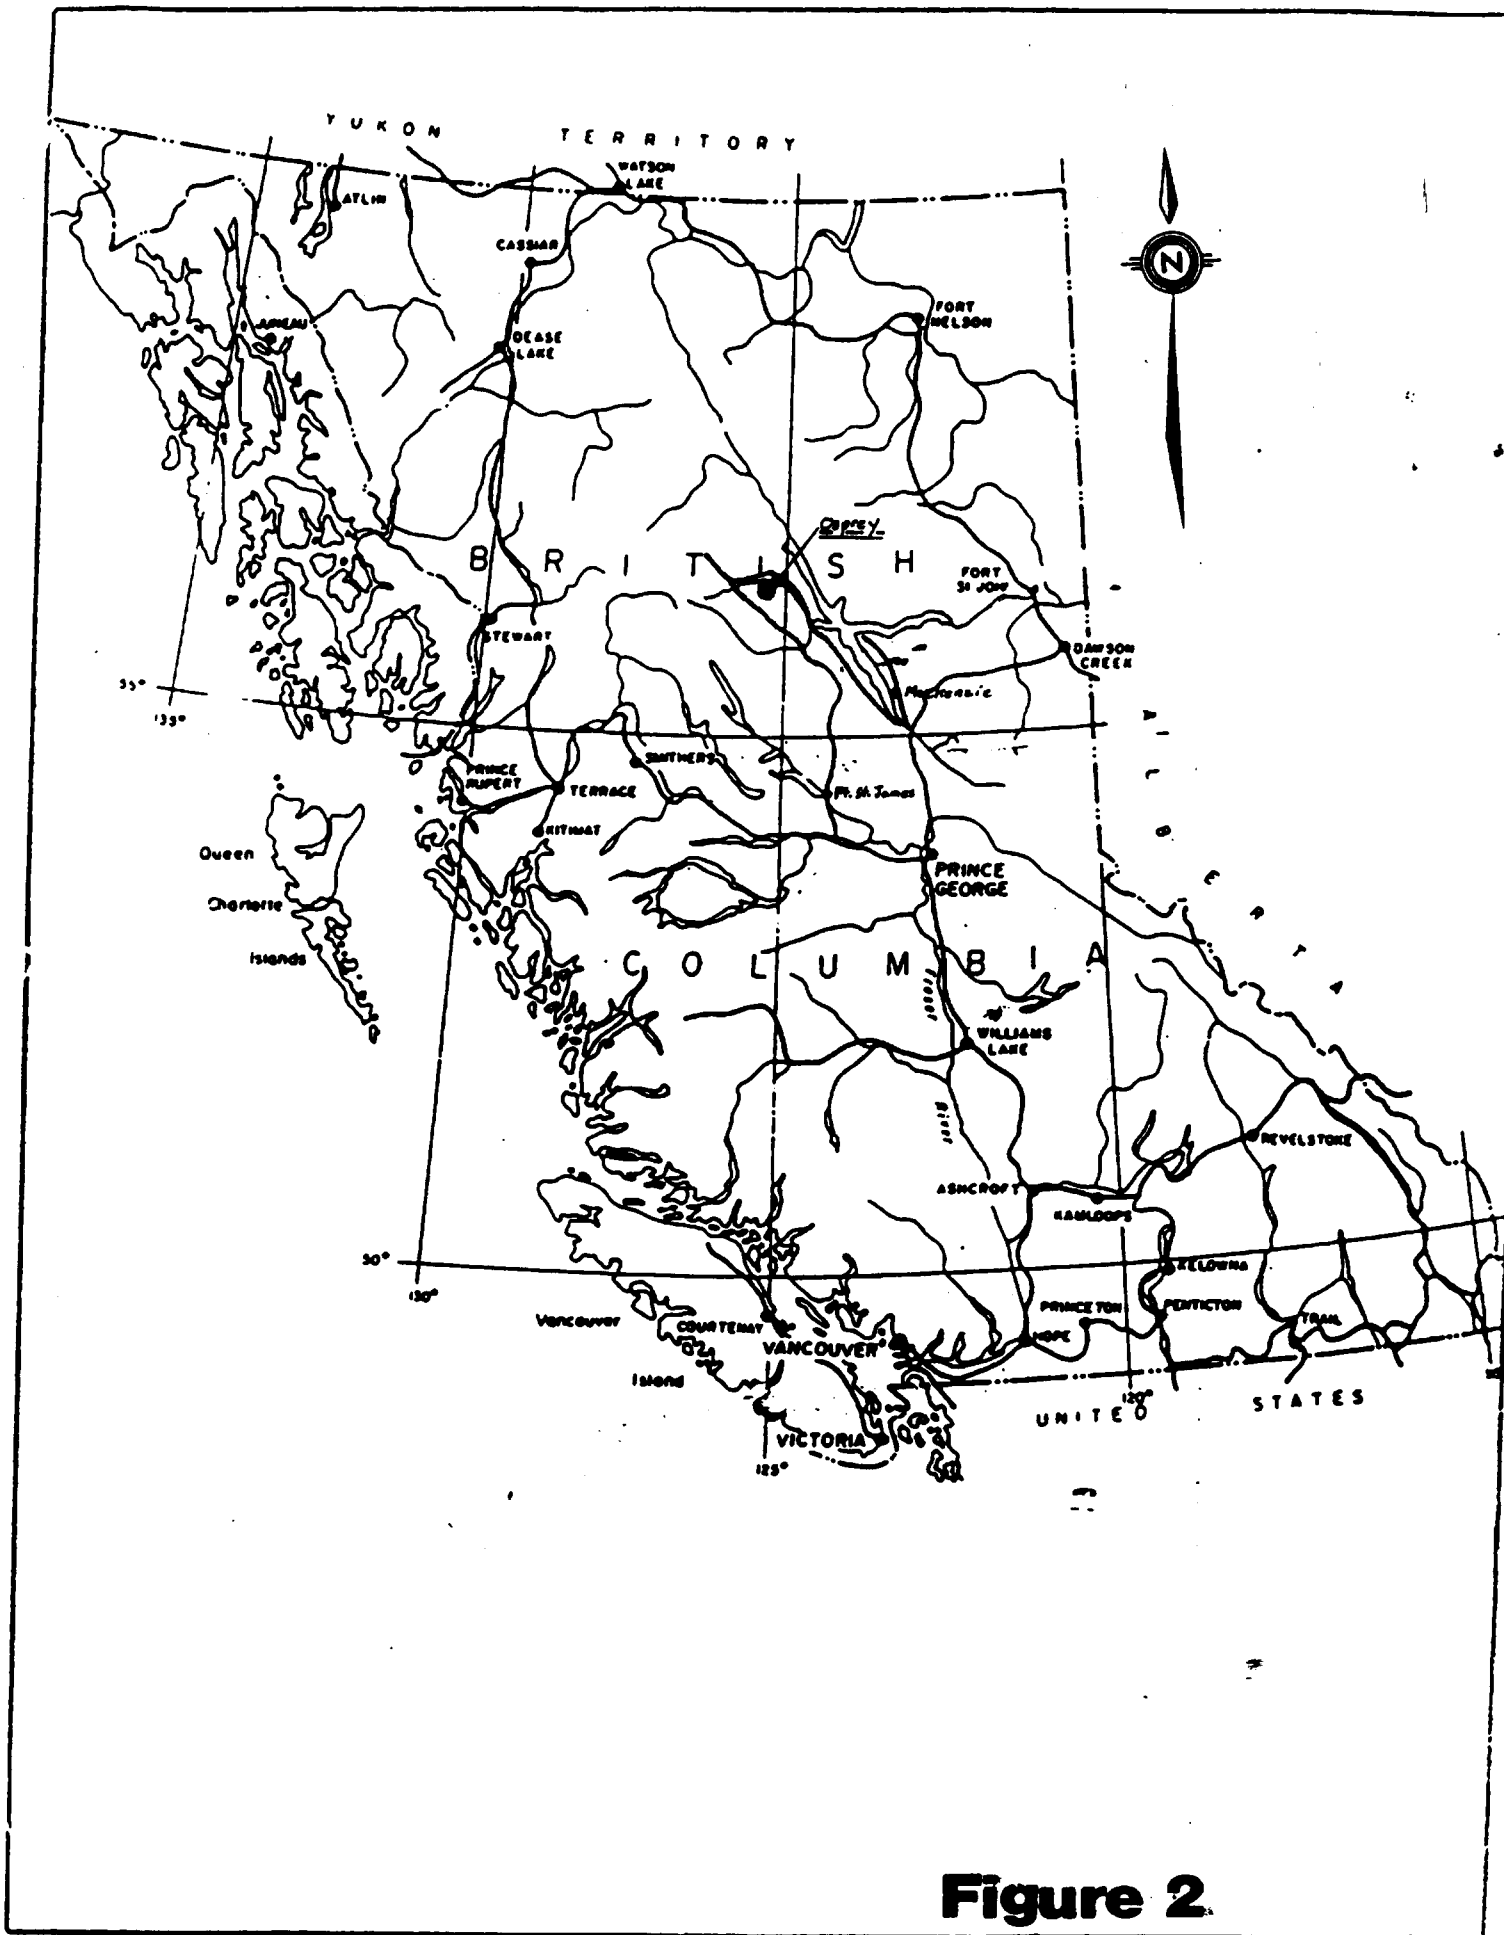 YUKON TERRITORY
WATSON
LAKE
ATLIN
CASSIAR
N
JUNEAU
FORT
NELSON
DEASE
LAKE
Osprey
BRITISH
FORT
ST JOHN
STEWART
DAWSON
CREEK
55°
135°
Mackenzie
SMITHERS
PRINCE
RUPERT
TERRACE
Ft. St. James
KITIMAT
ALBERTA
Queen
Charlotte
Islands
PRINCE
GEORGE
COLUMBIA
Fraser
River
WILLIAMS
LAKE
REVELSTOKE
ASHCROFT
KAMLOOPS
50°
130°
KELOWNA
Vancouver
Island
COURTENAY
PRINCETON
PENTICTON
TRAIL
HOPE
VANCOUVER
120°
UNITED STATES
VICTORIA
125°
Figure 2